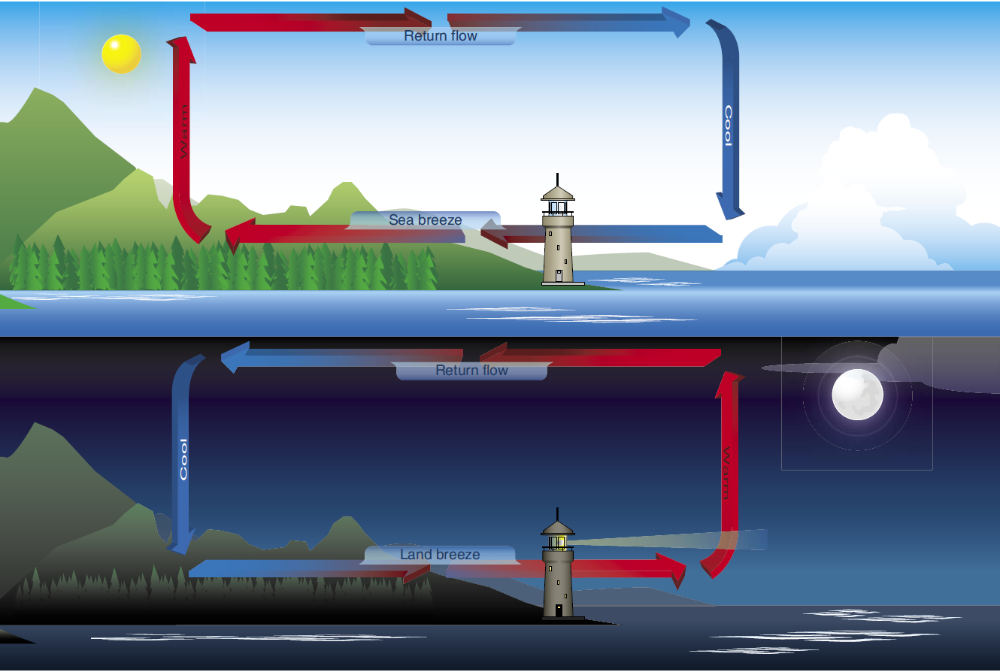 Return flow
Warm
Cool
Sea breeze
Return flow
Cool
Warm
Land breeze